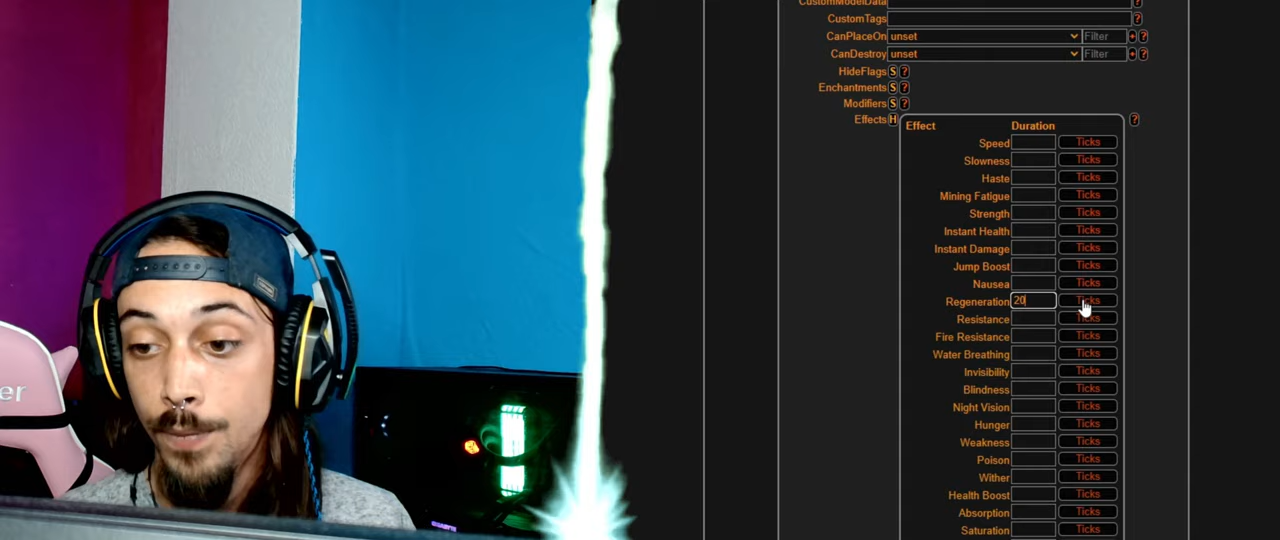 CustomModelData ?
CustomTags ?
CanPlaceOn unset Filter + ?
CanDestroy unset Filter + ?
HideFlags S ?
Enchantments S ?
Modifiers S ?
Effects H ?
Effect Duration
Speed Ticks
Slowness Ticks
Haste Ticks
Mining Fatigue Ticks
Strength Ticks
Instant Health Ticks
Instant Damage Ticks
Jump Boost Ticks
Nausea Ticks
Regeneration 20 Ticks
Resistance Ticks
Fire Resistance Ticks
Water Breathing Ticks
Invisibility Ticks
Blindness Ticks
Night Vision Ticks
Hunger Ticks
Weakness Ticks
Poison Ticks
Wither Ticks
Health Boost Ticks
Absorption Ticks
Saturation Ticks
er